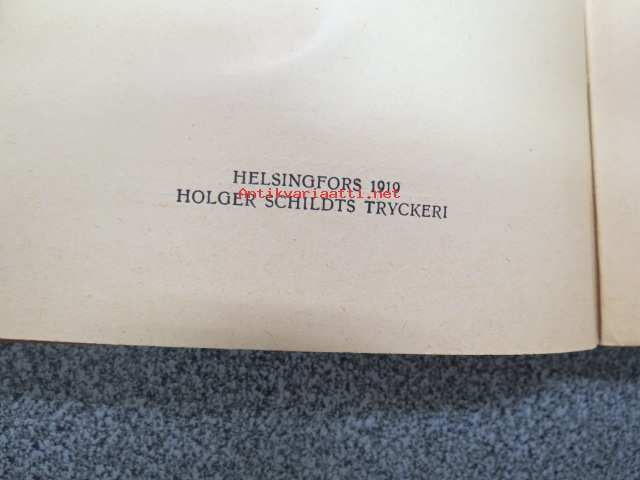 HELSINGFORS 1919
Antikvariaatti.net
HOLGER SCHILDTS TRYCKERI